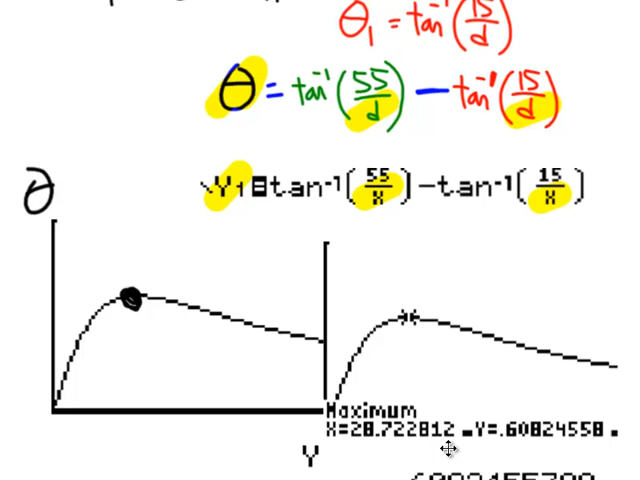 θ₁ = tan⁻¹(15/d)
θ = tan⁻¹(55/d) − tan⁻¹(15/d)
\Y1=tan⁻¹(55/X)-tan⁻¹(15/X)
θ
Maximum
X=28.722812 Y=.60824558
Y